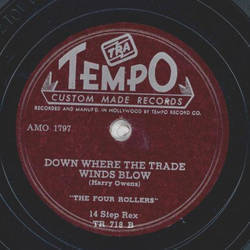 TRA
TEMPO
CUSTOM MADE RECORDS
RECORDED AND MANUF'D. IN HOLLYWOOD BY TEMPO RECORD CO.
AMO 1797
DOWN WHERE THE TRADE
WINDS BLOW
(Harry Owens)
"THE FOUR ROLLERS"
14 Step Rex
TR 718 B